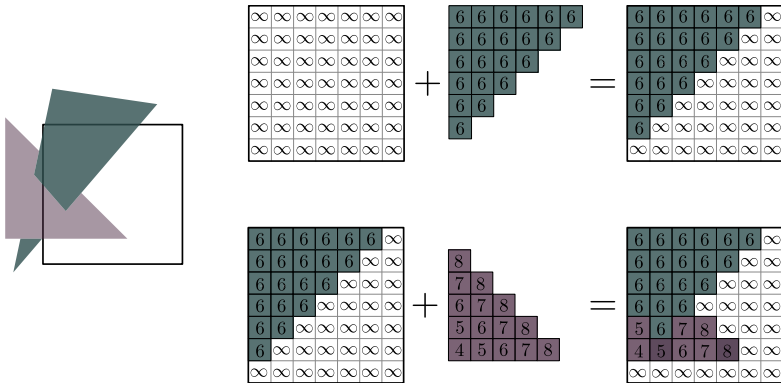 ∞ ∞ ∞ ∞ ∞ ∞ ∞ 6 6 6 6 6 6 6 6 6 6 6 6 ∞
∞ ∞ ∞ ∞ ∞ ∞ ∞ 6 6 6 6 6 6 6 6 6 6 ∞ ∞
∞ ∞ ∞ ∞ ∞ ∞ ∞ 6 6 6 6 6 6 6 6 ∞ ∞ ∞
∞ ∞ ∞ ∞ ∞ ∞ ∞ + 6 6 6 = 6 6 6 ∞ ∞ ∞ ∞
∞ ∞ ∞ ∞ ∞ ∞ ∞ 6 6 6 6 ∞ ∞ ∞ ∞ ∞
∞ ∞ ∞ ∞ ∞ ∞ ∞ 6 6 ∞ ∞ ∞ ∞ ∞ ∞
∞ ∞ ∞ ∞ ∞ ∞ ∞ ∞ ∞ ∞ ∞ ∞ ∞ ∞
6 6 6 6 6 6 ∞ 6 6 6 6 6 6 ∞
6 6 6 6 6 ∞ ∞ 8 6 6 6 6 6 ∞ ∞
6 6 6 6 ∞ ∞ ∞ 7 8 6 6 6 6 ∞ ∞ ∞
6 6 6 ∞ ∞ ∞ ∞ + 6 7 8 = 6 6 6 ∞ ∞ ∞ ∞
6 6 ∞ ∞ ∞ ∞ ∞ 5 6 7 8 5 6 7 8 ∞ ∞ ∞
6 ∞ ∞ ∞ ∞ ∞ ∞ 4 5 6 7 8 4 5 6 7 8 ∞ ∞
∞ ∞ ∞ ∞ ∞ ∞ ∞ ∞ ∞ ∞ ∞ ∞ ∞ ∞